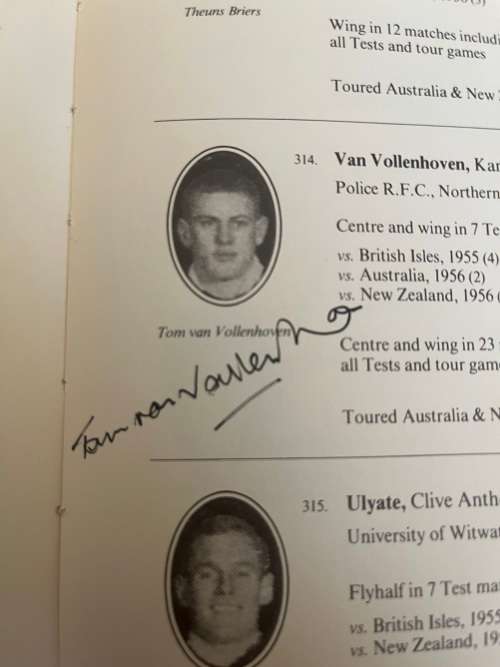 Theuns Briers
Wing in 12 matches includi
all Tests and tour games
Toured Australia & New
314. Van Vollenhoven, Kar
Police R.F.C., Northern
Centre and wing in 7 Te
vs. British Isles, 1955 (4)
vs. Australia, 1956 (2)
vs. New Zealand, 1956 (
Tom van Vollenhoven
Centre and wing in 23
all Tests and tour gam
Toured Australia & N
Tom van Vollenhoven
315. Ulyate, Clive Anth
University of Witwat
Flyhalf in 7 Test ma
vs. British Isles, 1955
vs. New Zealand, 19